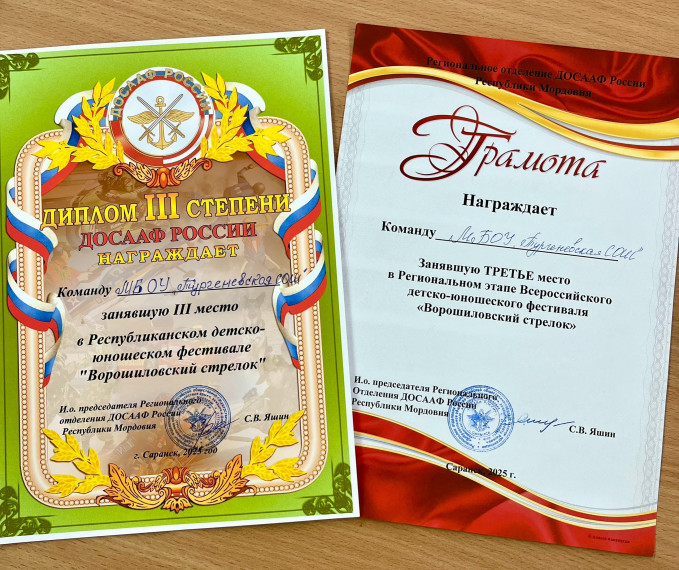 ДОСААФ РОССИИ
ДИПЛОМ III СТЕПЕНИ
ДОСААФ РОССИИ
НАГРАЖДАЕТ
Команду „МБОУ „Тургеневская СОШ"
занявшую III место
в Республиканском детско-
юношеском фестивале
"Ворошиловский стрелок"
И.о. председателя Регионального
отделения ДОСААФ России
Республики Мордовия
С.В. Яшин
г. Саранск, 2025 год
Региональное отделение ДОСААФ России
Республики Мордовия
Грамота
Награждает
Команду „МБОУ „Тургеневская СОШ"
Занявшую ТРЕТЬЕ место
в Региональном этапе Всероссийского
детско-юношеского фестиваля
«Ворошиловский стрелок»
И.о. председателя Регионального
Отделения ДОСААФ России
Республики Мордовия
С.В. Яшин
Саранск, 2025 г.